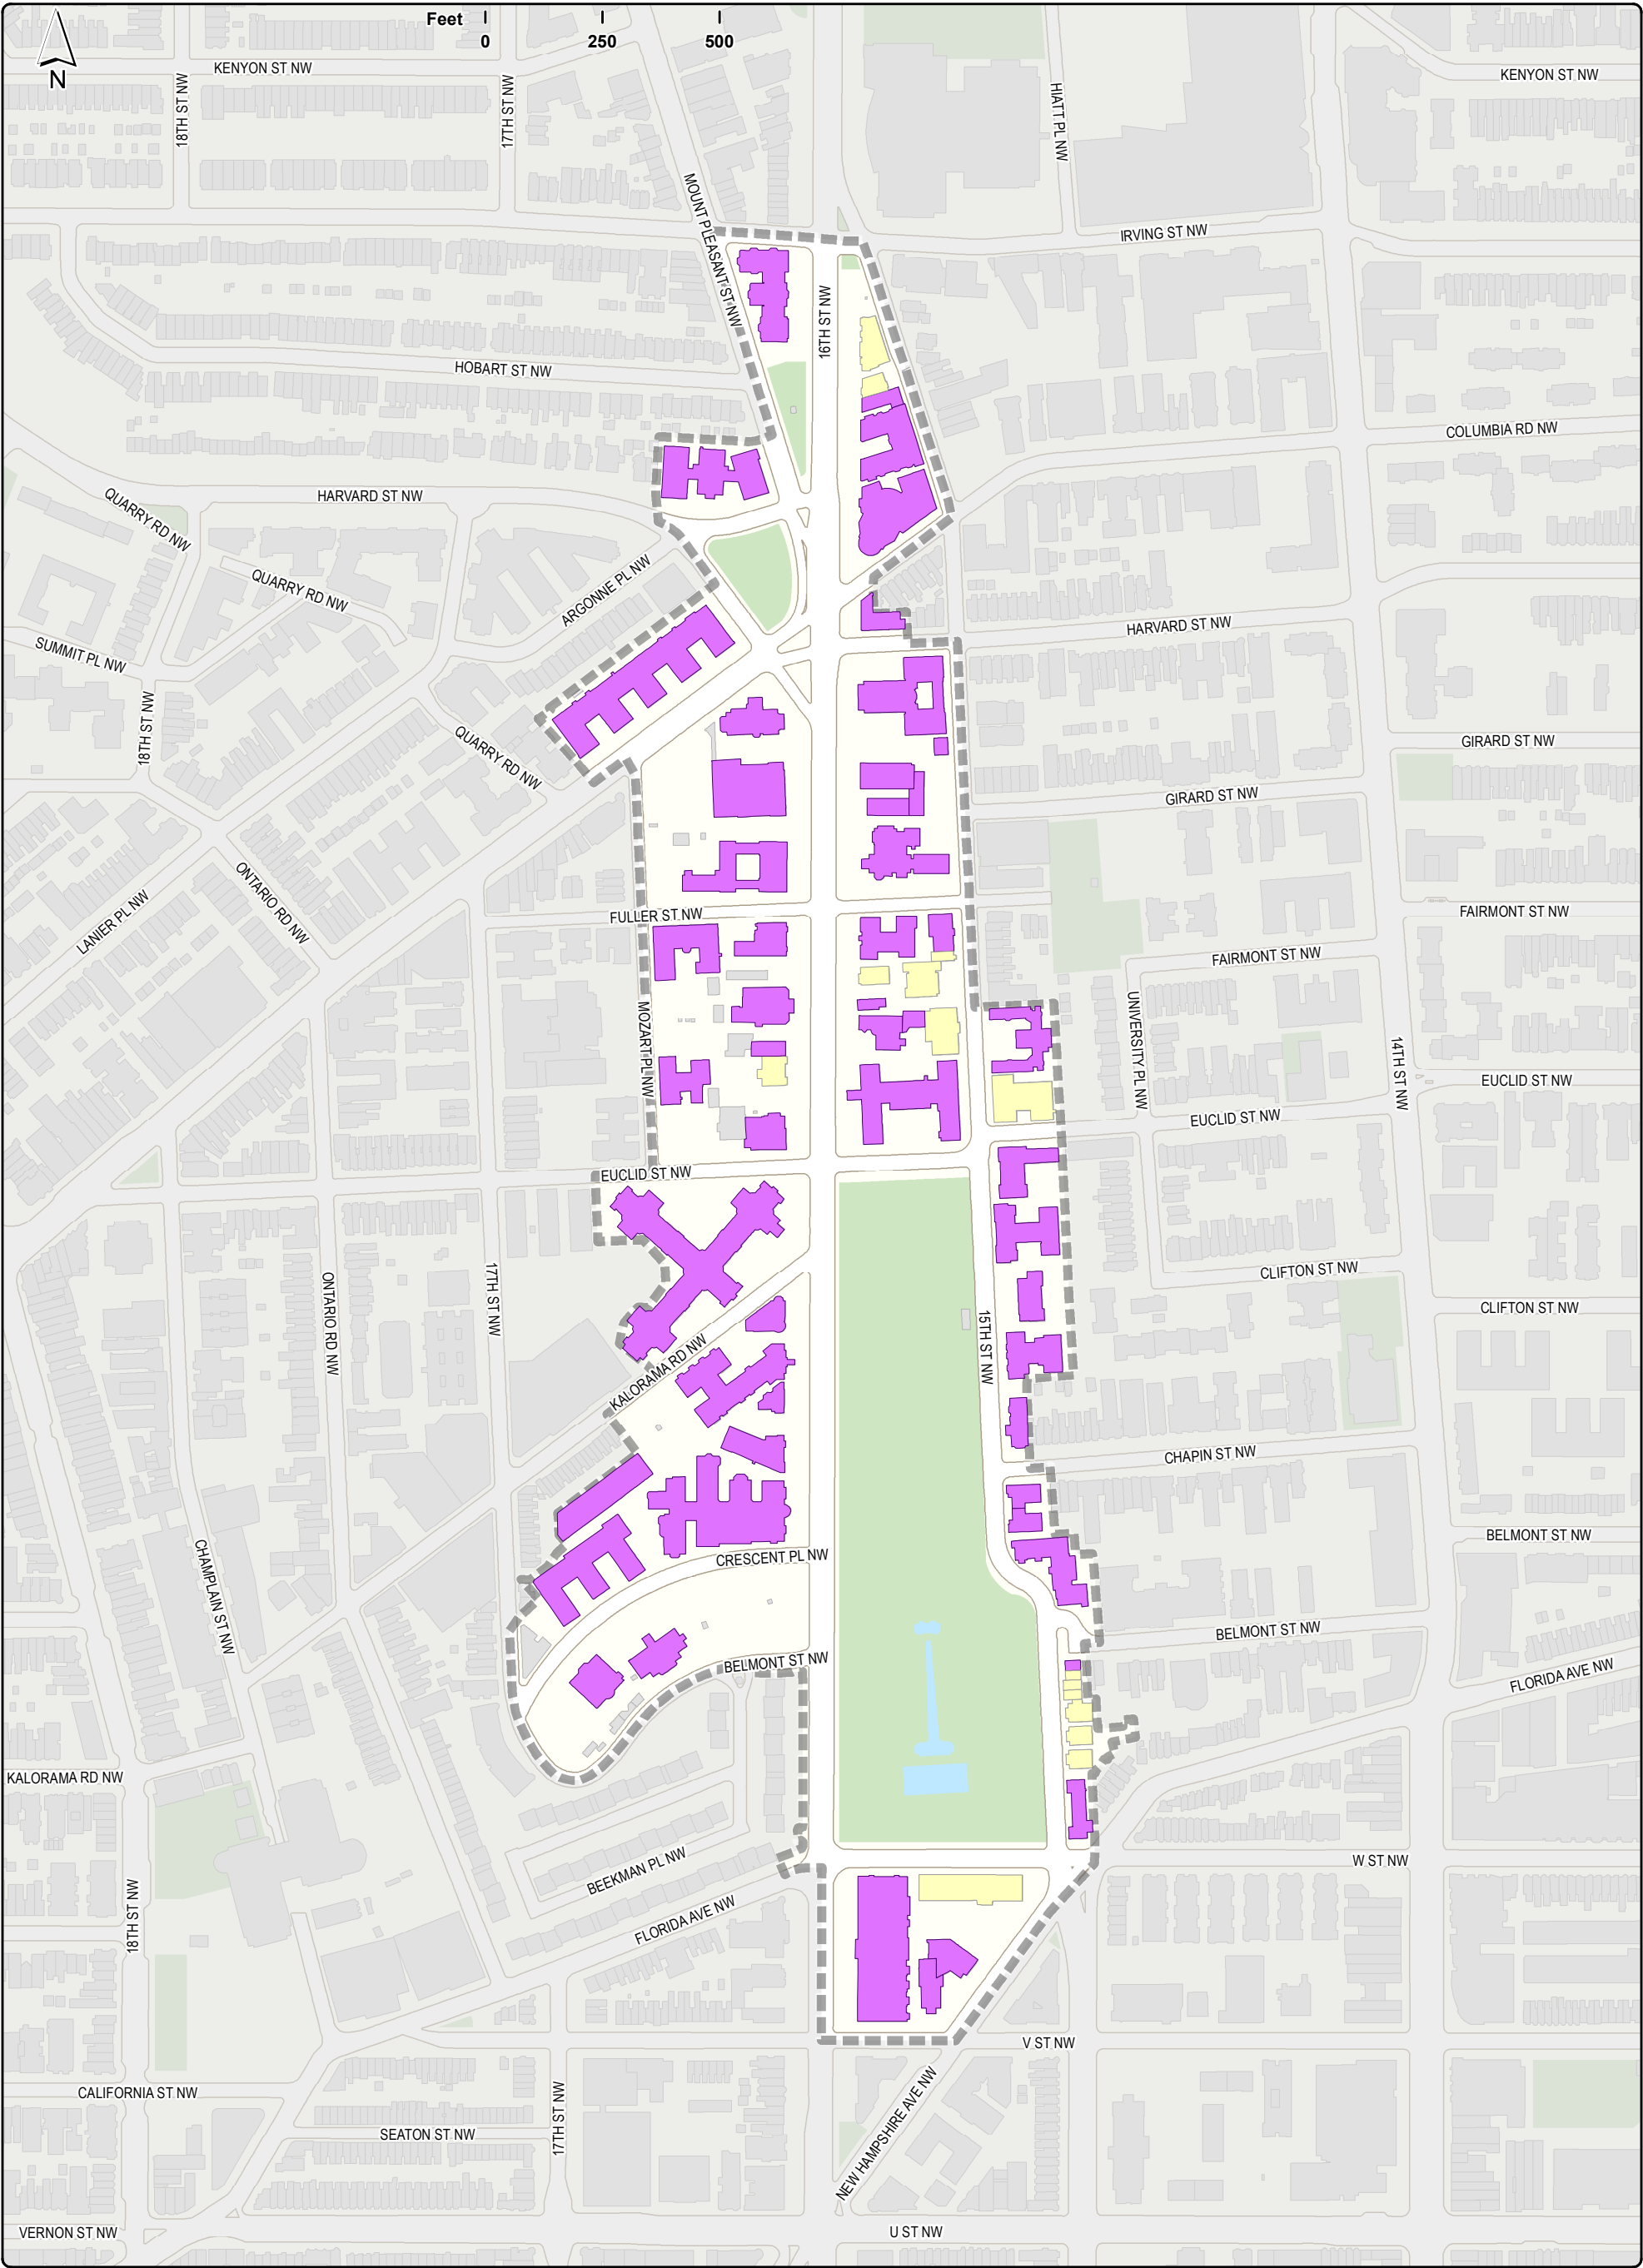 Feet
0
250
500
N
KENYON ST NW
KENYON ST NW
18TH ST NW
17TH ST NW
HIATT PL NW
MOUNT PLEASANT ST NW
IRVING ST NW
16TH ST NW
HOBART ST NW
COLUMBIA RD NW
HARVARD ST NW
QUARRY RD NW
QUARRY RD NW
ARGONNE PL NW
HARVARD ST NW
SUMMIT PL NW
18TH ST NW
QUARRY RD NW
GIRARD ST NW
GIRARD ST NW
LANIER PL NW
ONTARIO RD NW
FULLER ST NW
FAIRMONT ST NW
FAIRMONT ST NW
MOZART PL NW
UNIVERSITY PL NW
14TH ST NW
EUCLID ST NW
EUCLID ST NW
EUCLID ST NW
17TH ST NW
ONTARIO RD NW
CLIFTON ST NW
CLIFTON ST NW
15TH ST NW
KALORAMA RD NW
CHAPIN ST NW
BELMONT ST NW
CRESCENT PL NW
CHAMPLAIN ST NW
BELMONT ST NW
BELMONT ST NW
FLORIDA AVE NW
KALORAMA RD NW
BEEKMAN PL NW
W ST NW
18TH ST NW
FLORIDA AVE NW
V ST NW
CALIFORNIA ST NW
17TH ST NW
NEW HAMPSHIRE AVE NW
SEATON ST NW
VERNON ST NW
U ST NW